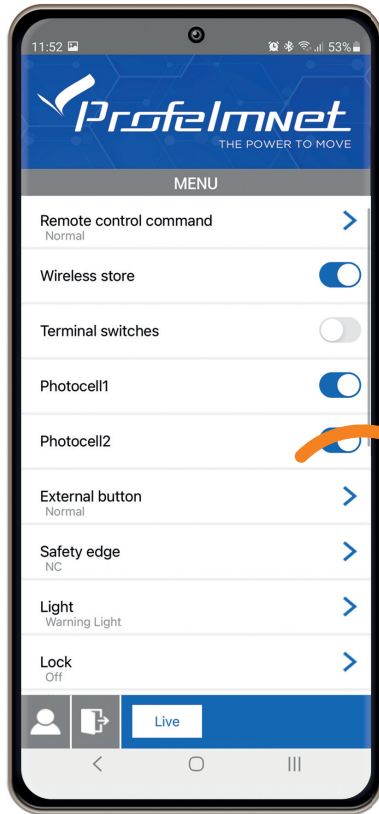 11:52 53%
Profelmnet
THE POWER TO MOVE
MENU
Remote control command
Normal
Wireless store
Terminal switches
Photocell1
Photocell2
External button
Normal
Safety edge
NC
Light
Warning Light
Lock
Off
Live